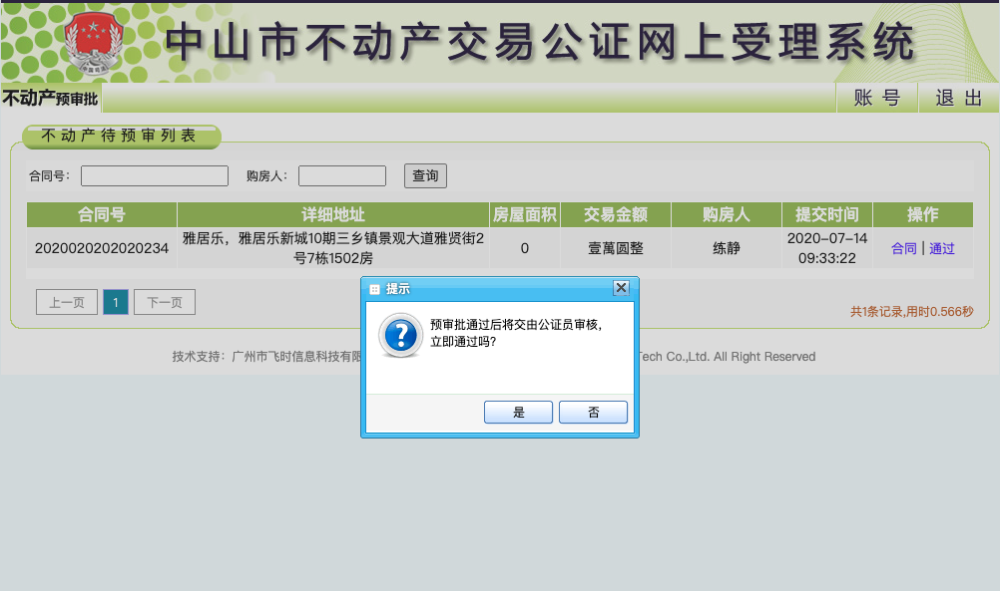 中山市不动产交易公证网上受理系统
不动产预审批 账 号 退 出
不动产待预审列表
合同号： 购房人： 查询
合同号 详细地址 房屋面积 交易金额 购房人 提交时间 操作
2020020202020234 雅居乐，雅居乐新城10期三乡镇景观大道雅贤街2号7栋1502房 0 壹萬圆整 练静 2020-07-14 09:33:22 合同 | 通过
上一页 1 下一页
共1条记录,用时0.566秒
提示
预审批通过后将交由公证员审核,
立即通过吗?
是 否
技术支持：广州市飞时信息科技有限 Tech Co.,Ltd. All Right Reserved